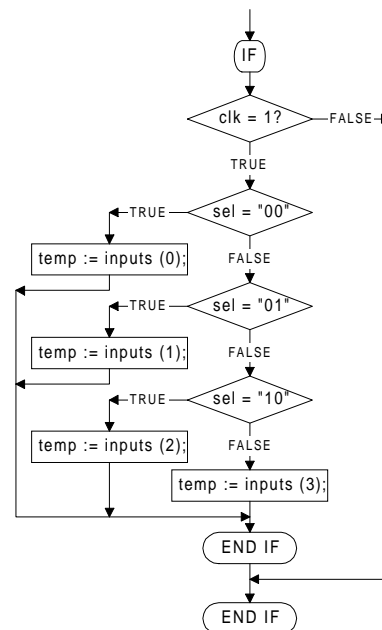 IF
clk = 1?
FALSE
TRUE
sel = "00"
TRUE
temp := inputs (0);
FALSE
sel = "01"
TRUE
temp := inputs (1);
FALSE
sel = "10"
TRUE
temp := inputs (2);
FALSE
temp := inputs (3);
END IF
END IF